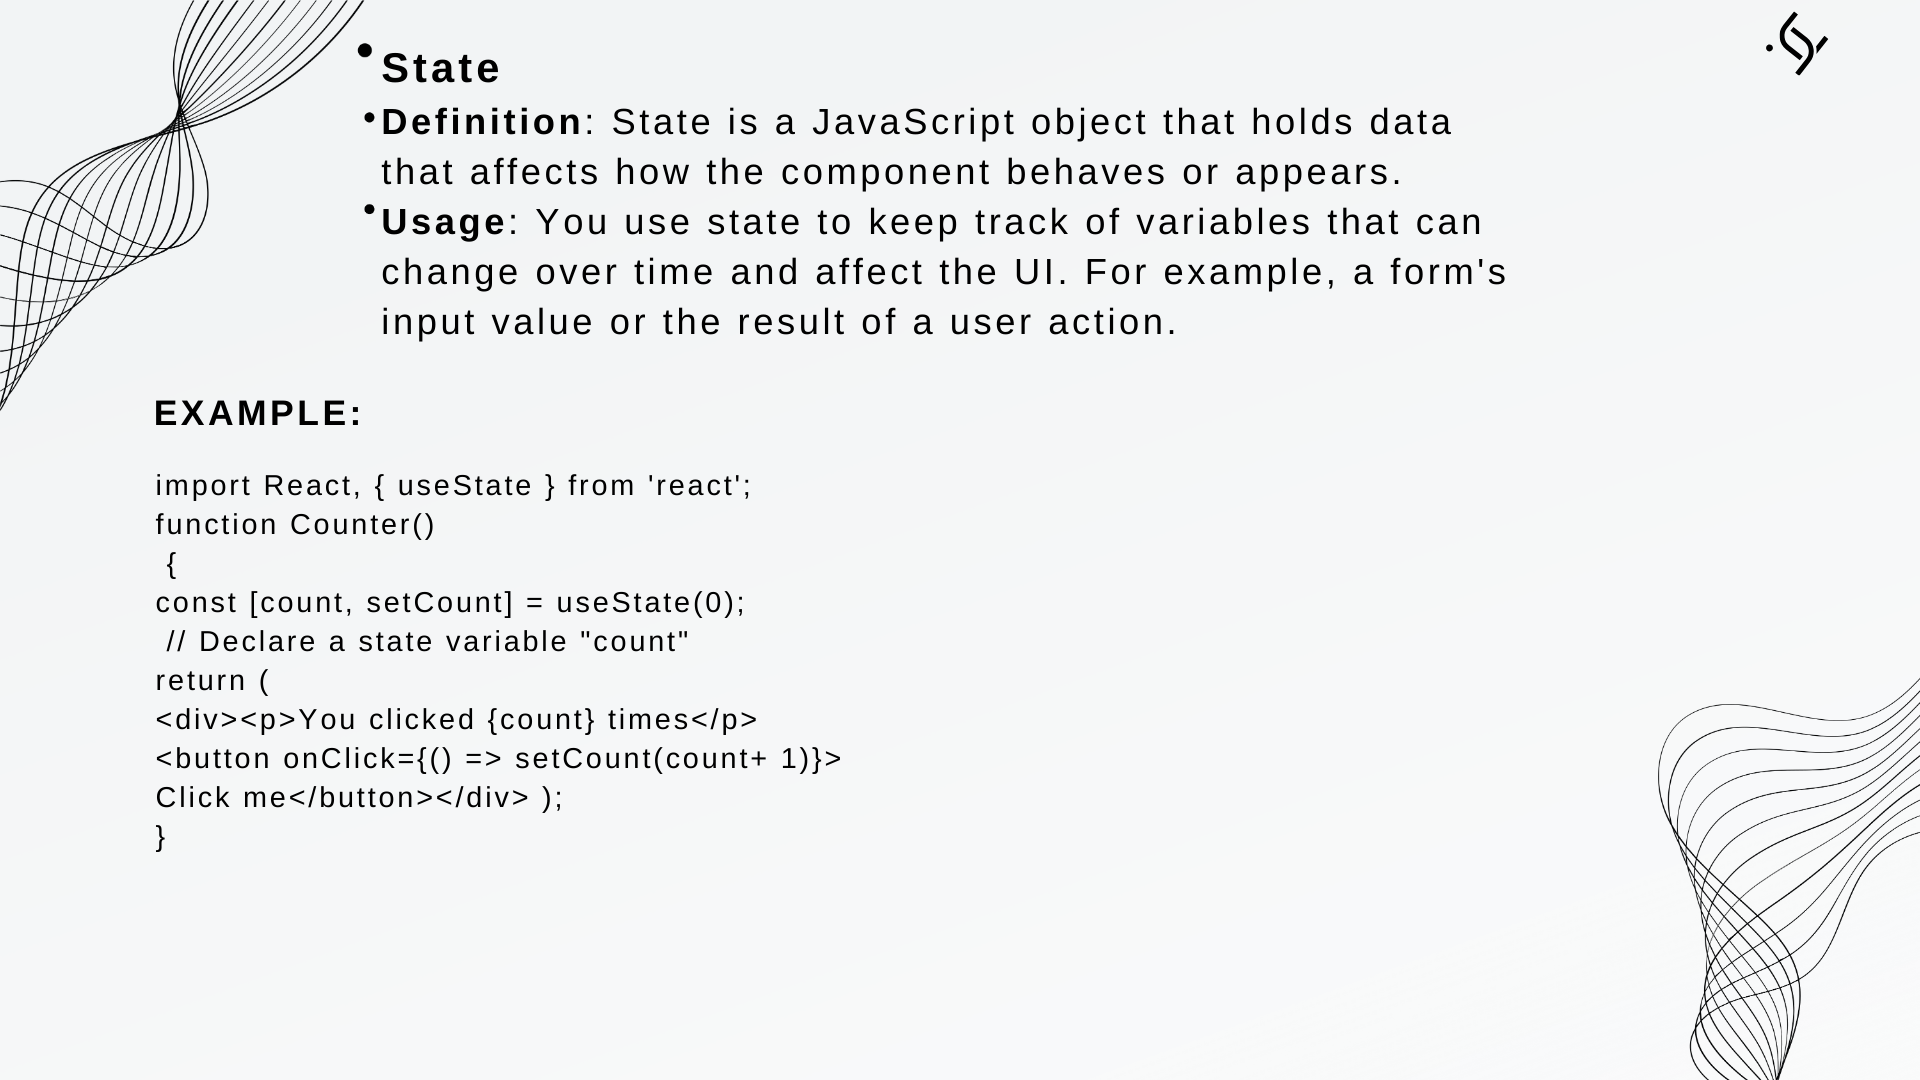 • State
• Definition: State is a JavaScript object that holds data
that affects how the component behaves or appears.
• Usage: You use state to keep track of variables that can
change over time and affect the UI. For example, a form's
input value or the result of a user action.
EXAMPLE:
import React, { useState } from 'react';
function Counter()
 {
const [count, setCount] = useState(0);
 // Declare a state variable "count"
return (
<div><p>You clicked {count} times</p>
<button onClick={() => setCount(count+ 1)}>
Click me</button></div> );
}